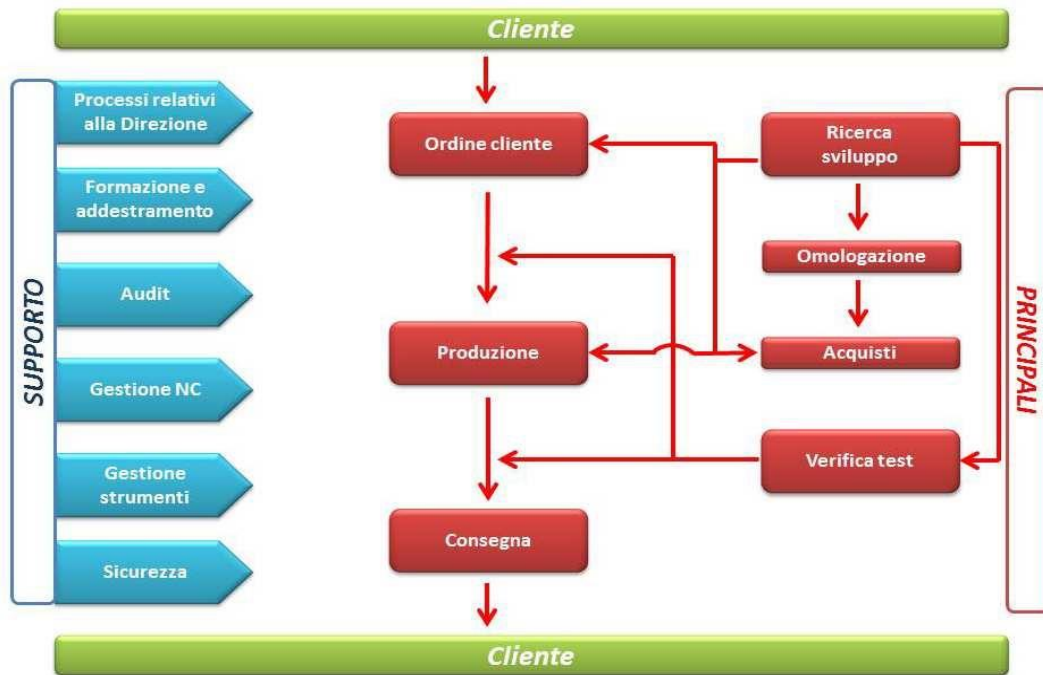 Cliente
SUPPORTO
Processi relativi
alla Direzione
Formazione e
addestramento
Audit
Gestione NC
Gestione
strumenti
Sicurezza
Ordine cliente
Produzione
Consegna
Ricerca
sviluppo
Omologazione
Acquisti
Verifica test
PRINCIPALI
Cliente